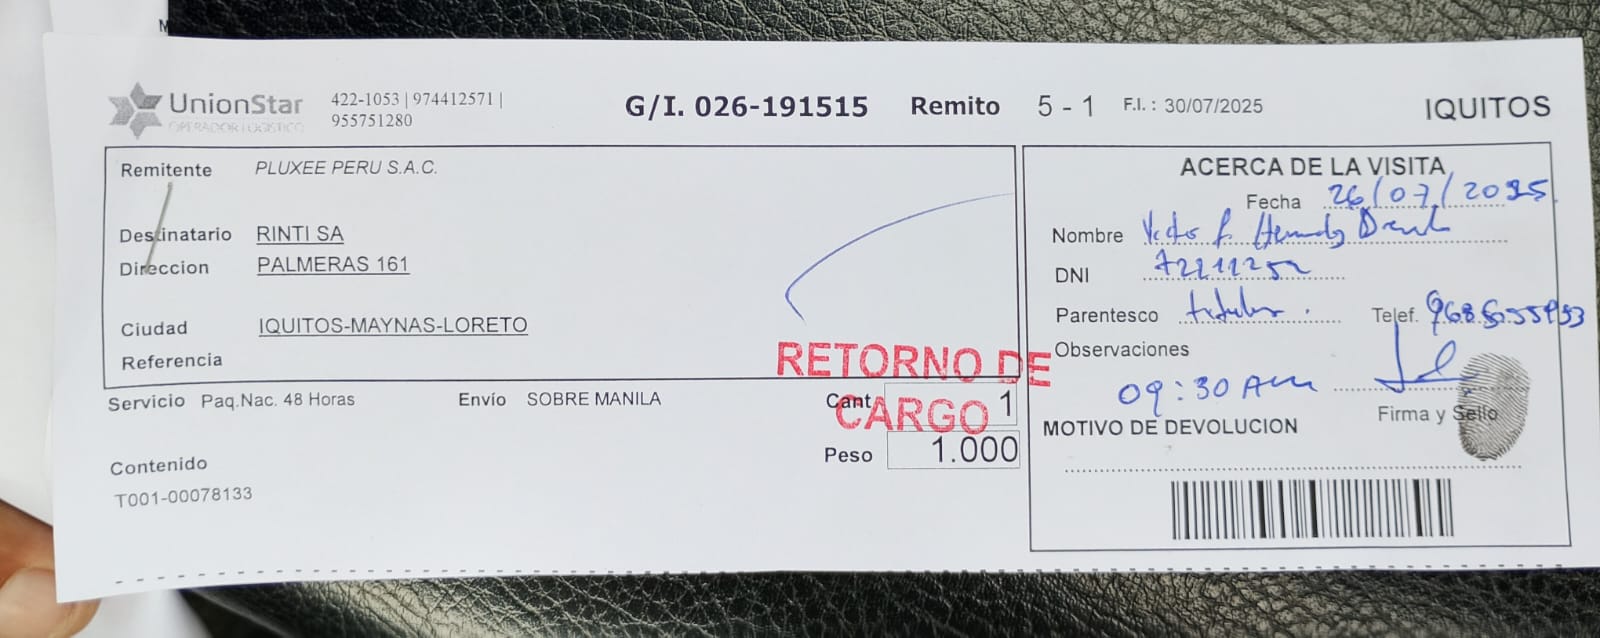 UnionStar
OPERADOR LOGISTICO
422-1053 | 974412571 |
955751280
G/I. 026-191515 Remito 5 - 1 F.I. : 30/07/2025 IQUITOS
Remitente PLUXEE PERU S.A.C.
Destinatario RINTI SA
Direccion PALMERAS 161
Ciudad IQUITOS-MAYNAS-LORETO
Referencia
RETORNO DE
CARGO
Servicio Paq.Nac. 48 Horas Envío SOBRE MANILA Cant 1
Peso 1.000
Contenido
T001-00078133
ACERCA DE LA VISITA
Fecha 26/07/2025
Nombre Victor
DNI
Parentesco titular. Telef.
Observaciones
09:30 Am
Firma y Sello
MOTIVO DE DEVOLUCION